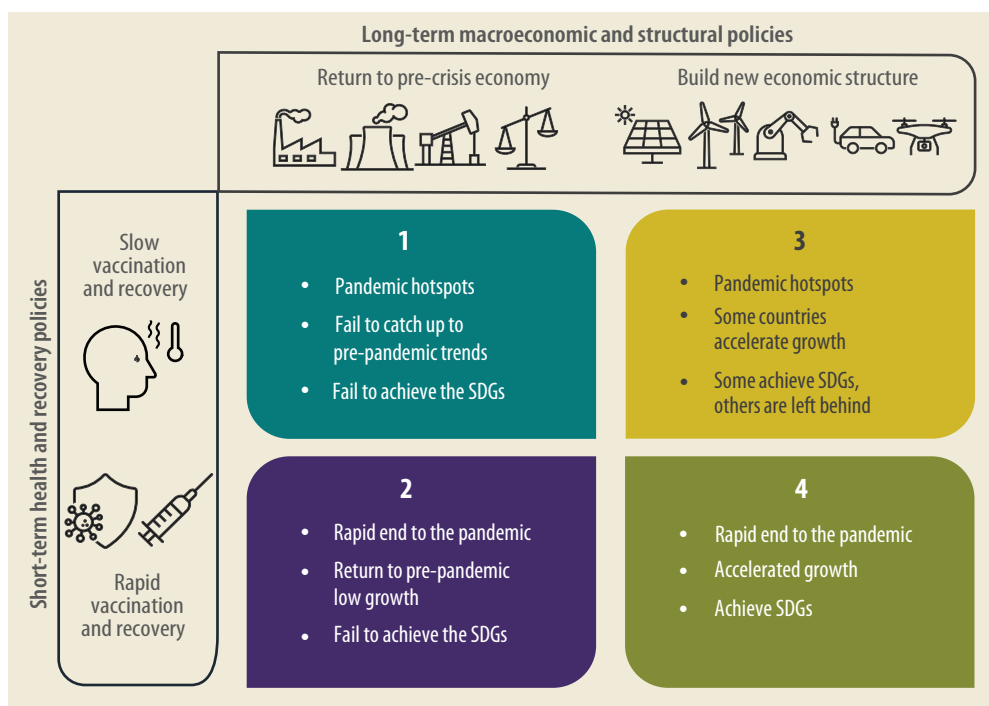 Long-term macroeconomic and structural policies
Return to pre-crisis economy
Build new economic structure
Short-term health and recovery policies
Slow
vaccination
and recovery
Rapid
vaccination
and recovery
1
• Pandemic hotspots
• Fail to catch up to
pre-pandemic trends
• Fail to achieve the SDGs
3
• Pandemic hotspots
• Some countries
accelerate growth
• Some achieve SDGs,
others are left behind
2
• Rapid end to the pandemic
• Return to pre-pandemic
low growth
• Fail to achieve the SDGs
4
• Rapid end to the pandemic
• Accelerated growth
• Achieve SDGs